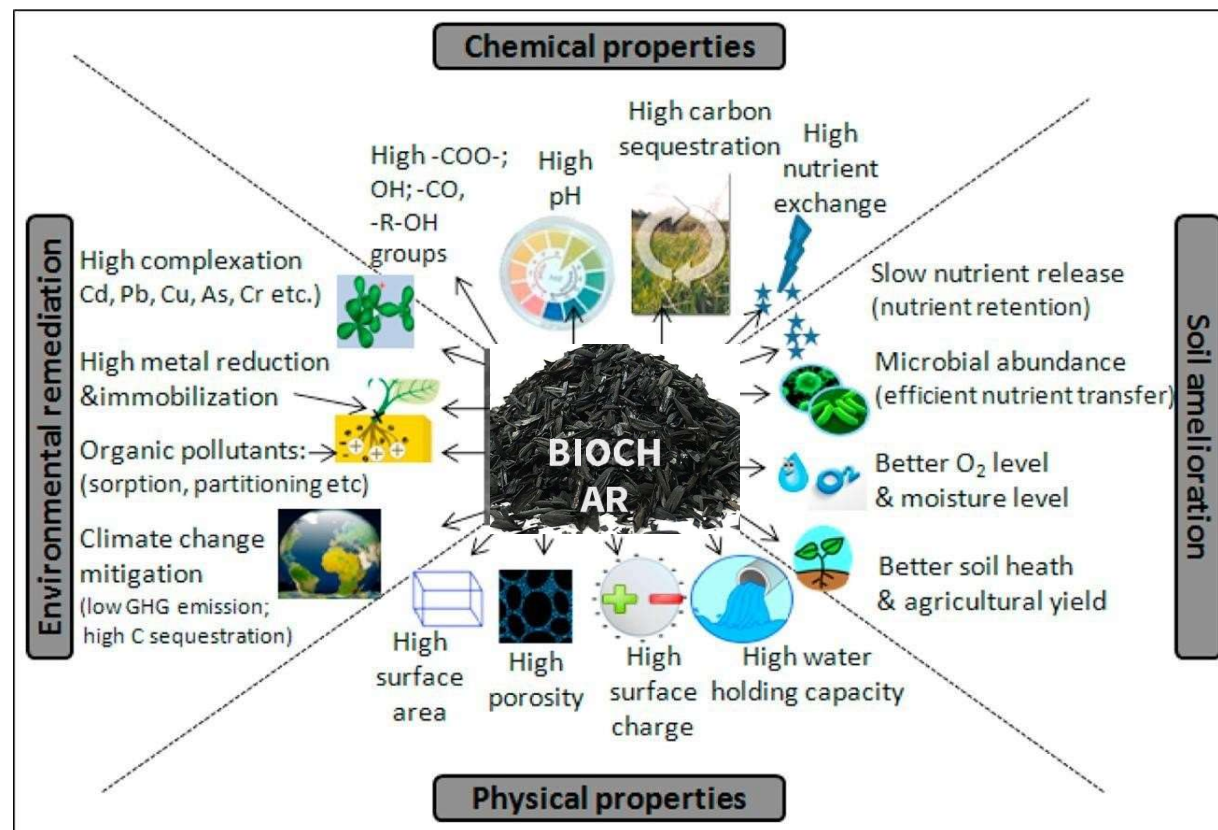 Chemical properties
High -COO-;
OH; -CO,
-R-OH
groups
High
pH
High carbon
sequestration
High
nutrient
exchange
Environmental remediation
High complexation
Cd, Pb, Cu, As, Cr etc.)
High metal reduction
&immobilization
Organic pollutants:
(sorption, partitioning etc)
Climate change
mitigation
(low GHG emission;
high C sequestration)
BIOCH
AR
Slow nutrient release
(nutrient retention)
Microbial abundance
(efficient nutrient transfer)
Better O₂ level
& moisture level
Better soil heath
& agricultural yield
Soil amelioration
High
surface
area
High
porosity
High
surface
charge
High water
holding capacity
Physical properties